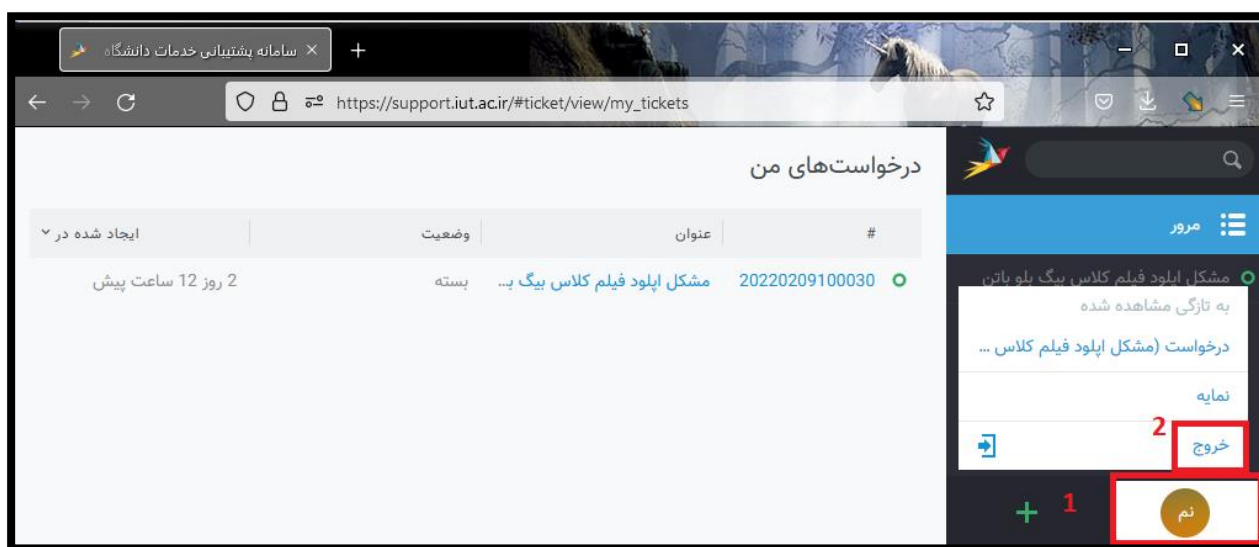 سامانه پشتیبانی خدمات دانشگاه
https://support.iut.ac.ir/#ticket/view/my_tickets
درخواست‌های من
مرور
# عنوان وضعیت ایجاد شده در
20220209100030 مشکل اپلود فیلم کلاس بیگ ب... بسته 2 روز 12 ساعت پیش
مشکل اپلود فیلم کلاس بیگ بلو باتن
به تازگی مشاهده شده
درخواست (مشکل اپلود فیلم کلاس ...
نمایه
2
خروج
1
نم